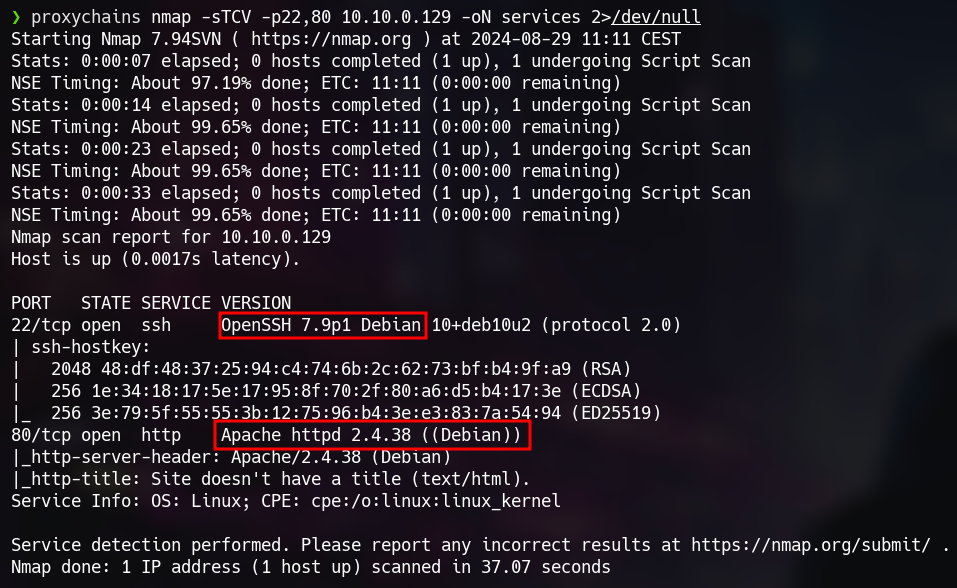 ❯ proxychains nmap -sTCV -p22,80 10.10.0.129 -oN services 2>/dev/null
Starting Nmap 7.94SVN ( https://nmap.org ) at 2024-08-29 11:11 CEST
Stats: 0:00:07 elapsed; 0 hosts completed (1 up), 1 undergoing Script Scan
NSE Timing: About 97.19% done; ETC: 11:11 (0:00:00 remaining)
Stats: 0:00:14 elapsed; 0 hosts completed (1 up), 1 undergoing Script Scan
NSE Timing: About 99.65% done; ETC: 11:11 (0:00:00 remaining)
Stats: 0:00:23 elapsed; 0 hosts completed (1 up), 1 undergoing Script Scan
NSE Timing: About 99.65% done; ETC: 11:11 (0:00:00 remaining)
Stats: 0:00:33 elapsed; 0 hosts completed (1 up), 1 undergoing Script Scan
NSE Timing: About 99.65% done; ETC: 11:11 (0:00:00 remaining)
Nmap scan report for 10.10.0.129
Host is up (0.0017s latency).
PORT   STATE SERVICE VERSION
22/tcp open  ssh     OpenSSH 7.9p1 Debian 10+deb10u2 (protocol 2.0)
| ssh-hostkey:
|   2048 48:df:48:37:25:94:c4:74:6b:2c:62:73:bf:b4:9f:a9 (RSA)
|   256 1e:34:18:17:5e:17:95:8f:70:2f:80:a6:d5:b4:17:3e (ECDSA)
|_  256 3e:79:5f:55:55:3b:12:75:96:b4:3e:e3:83:7a:54:94 (ED25519)
80/tcp open  http    Apache httpd 2.4.38 ((Debian))
|_http-server-header: Apache/2.4.38 (Debian)
|_http-title: Site doesn't have a title (text/html).
Service Info: OS: Linux; CPE: cpe:/o:linux:linux_kernel
Service detection performed. Please report any incorrect results at https://nmap.org/submit/ .
Nmap done: 1 IP address (1 host up) scanned in 37.07 seconds